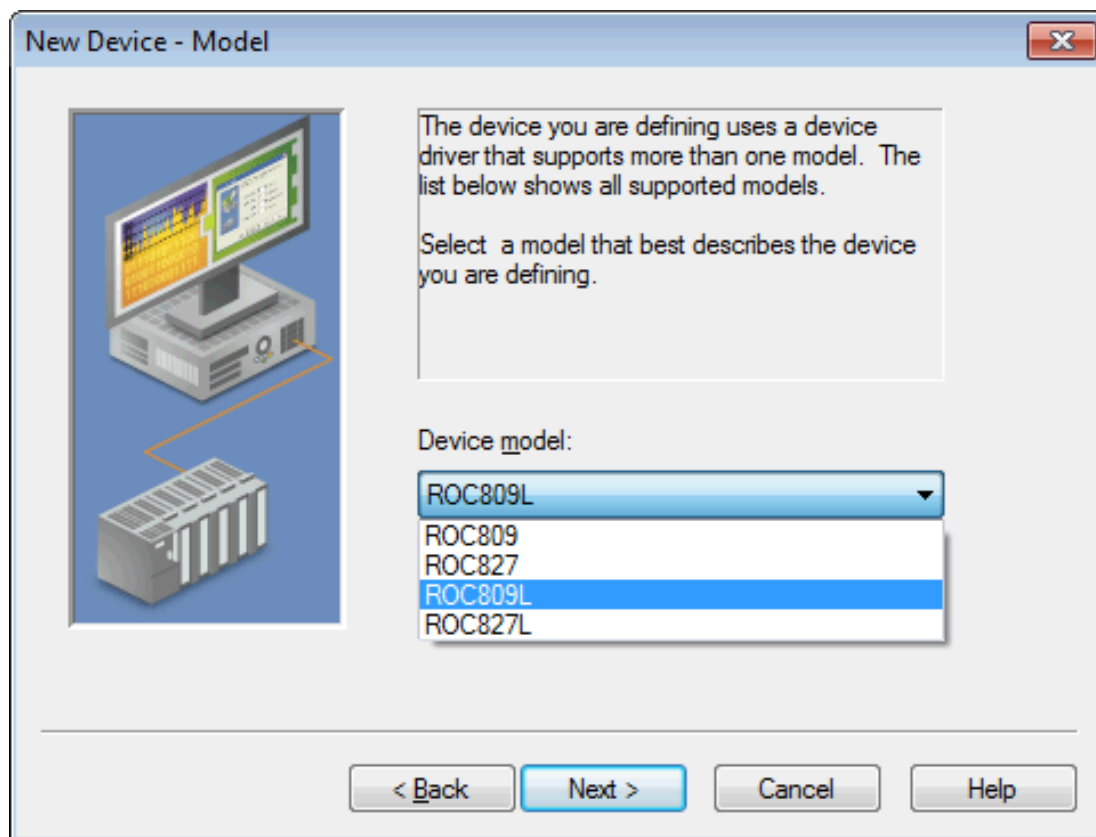 New Device - Model
The device you are defining uses a device
driver that supports more than one model.  The
list below shows all supported models.
Select  a model that best describes the device
you are defining.
Device model:
ROC809L
ROC809
ROC827
ROC809L
ROC827L
< Back
Next >
Cancel
Help